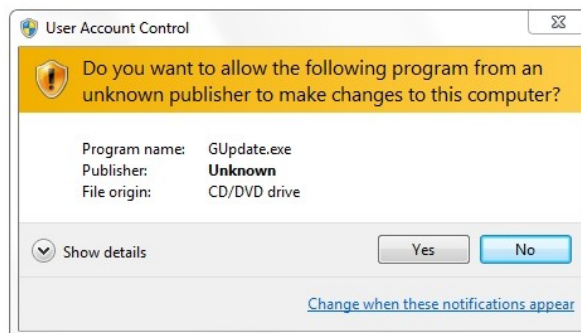 User Account Control
Do you want to allow the following program from an
unknown publisher to make changes to this computer?
Program name: GUpdate.exe
Publisher: Unknown
File origin: CD/DVD drive
Show details
Yes
No
Change when these notifications appear